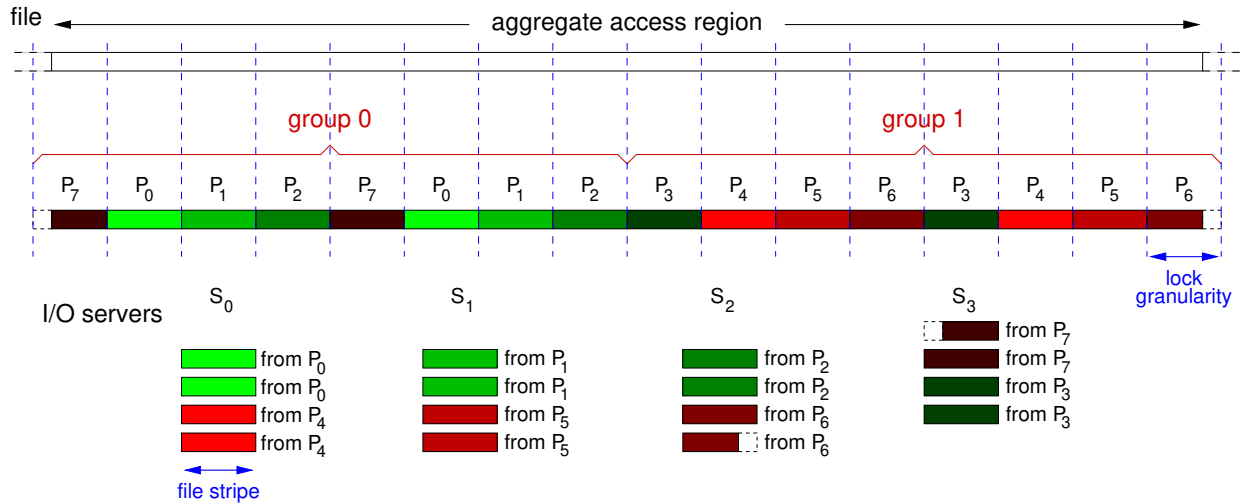 file
aggregate access region
group 0 group 1
P7 P0 P1 P2 P7 P0 P1 P2 P3 P4 P5 P6 P3 P4 P5 P6
lock
granularity
I/O servers
S0 S1 S2 S3
from P7
from P0 from P1 from P2 from P7
from P0 from P1 from P2 from P3
from P4 from P5 from P6 from P3
from P4 from P5 from P6
file stripe